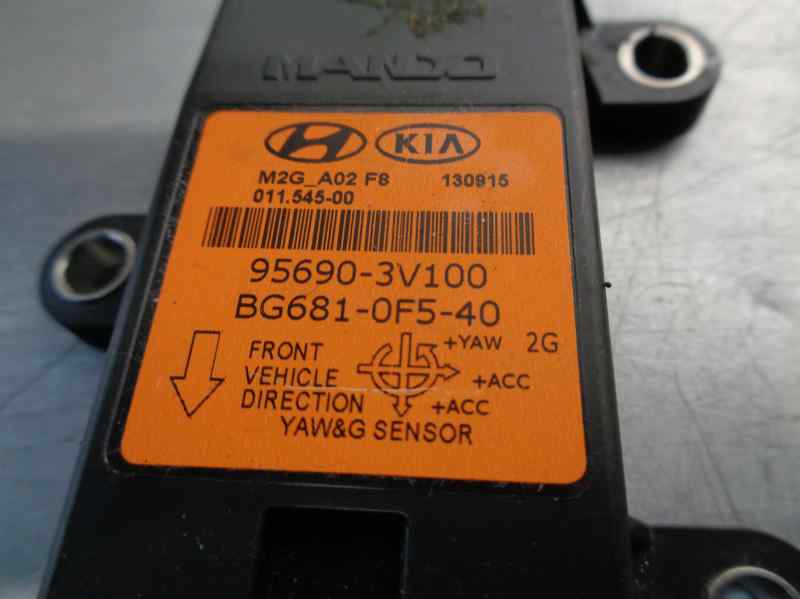 MANDO
KIA
M2G_A02 F8 130915
011.545-00
95690-3V100
BG681-0F5-40
+YAW 2G
FRONT
VEHICLE +ACC
DIRECTION +ACC
YAW&G SENSOR